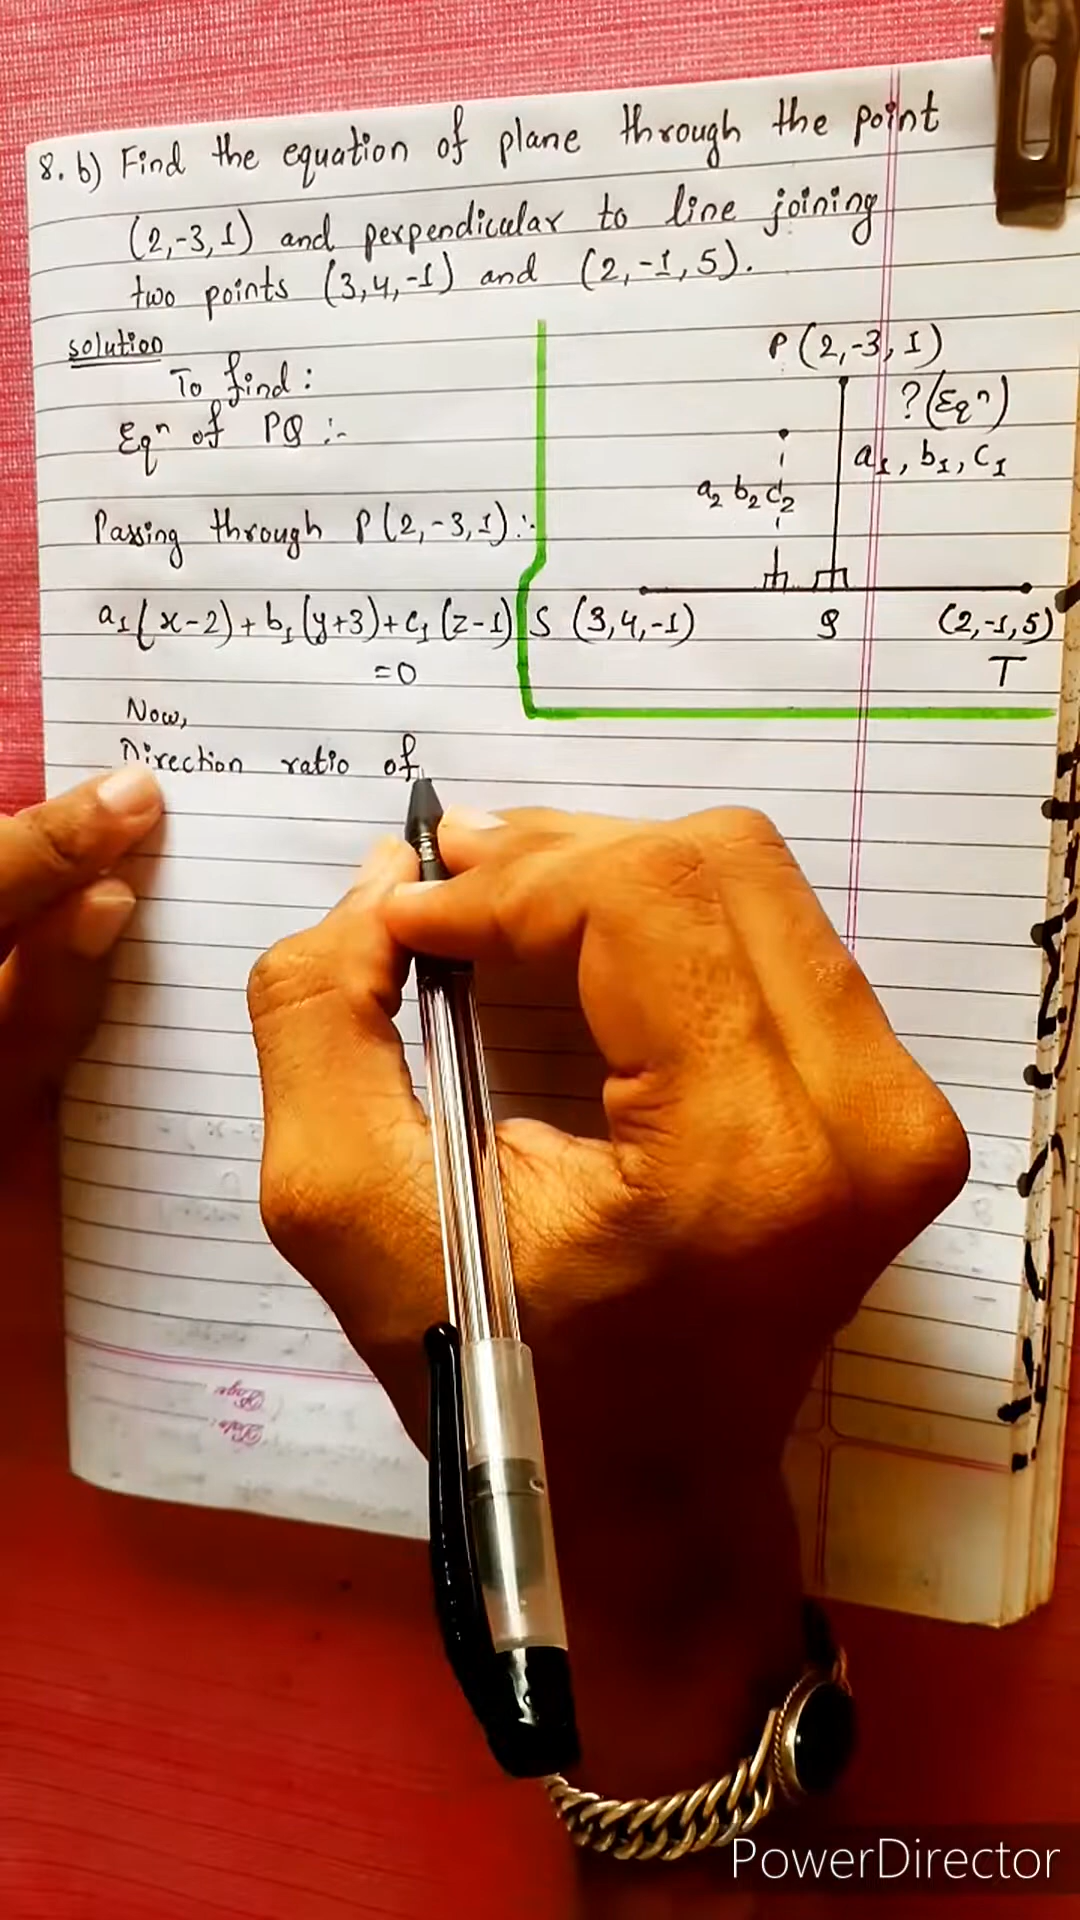 8. b) Find the equation of plane through the point
(2,-3,1) and perpendicular to line joining
two points (3,4,-1) and (2,-1,5).
solution
To find:
Eqⁿ of PQ :-
Passing through P(2,-3,1):-
a₁(x-2)+b₁(y+3)+c₁(z-1)
=0
Now,
Direction ratio of
P(2,-3,1)
?(Eqⁿ)
a₁, b₁, c₁
a₂ b₂ c₂
S (3,4,-1) Q (2,-1,5)
T
PowerDirector